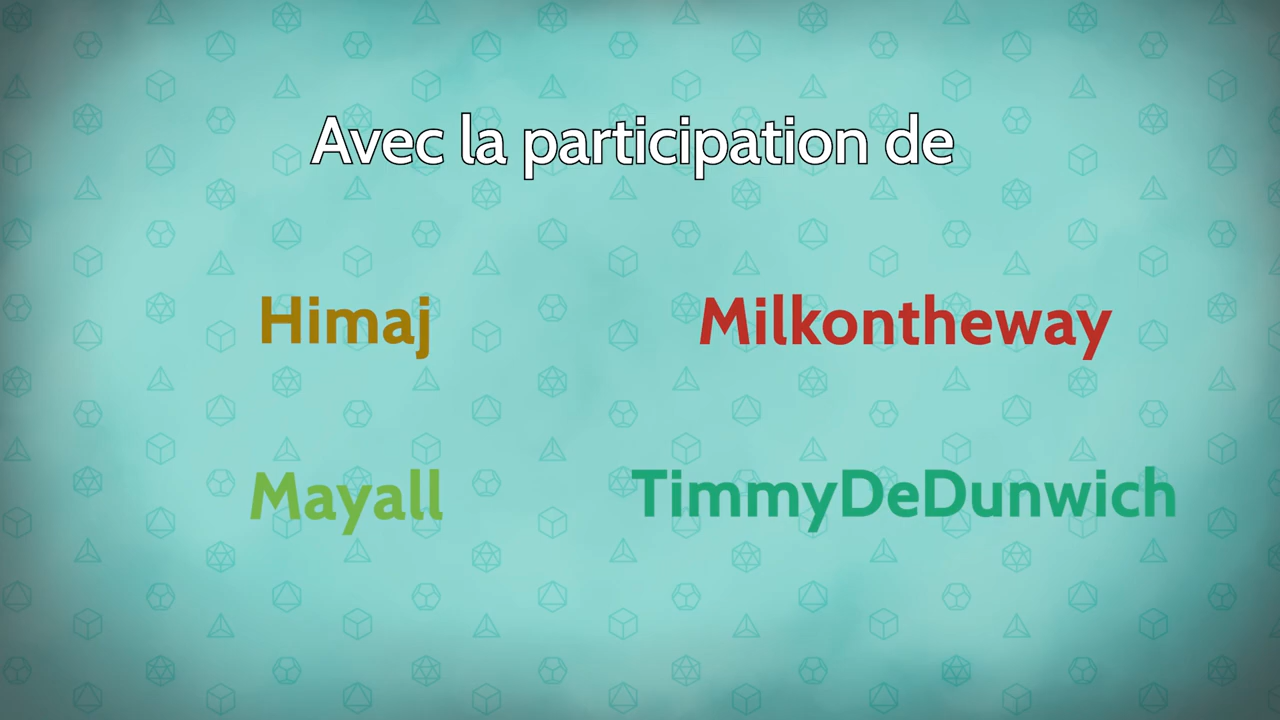 Avec la participation de
Himaj
Milkontheway
Mayall
TimmyDeDunwich